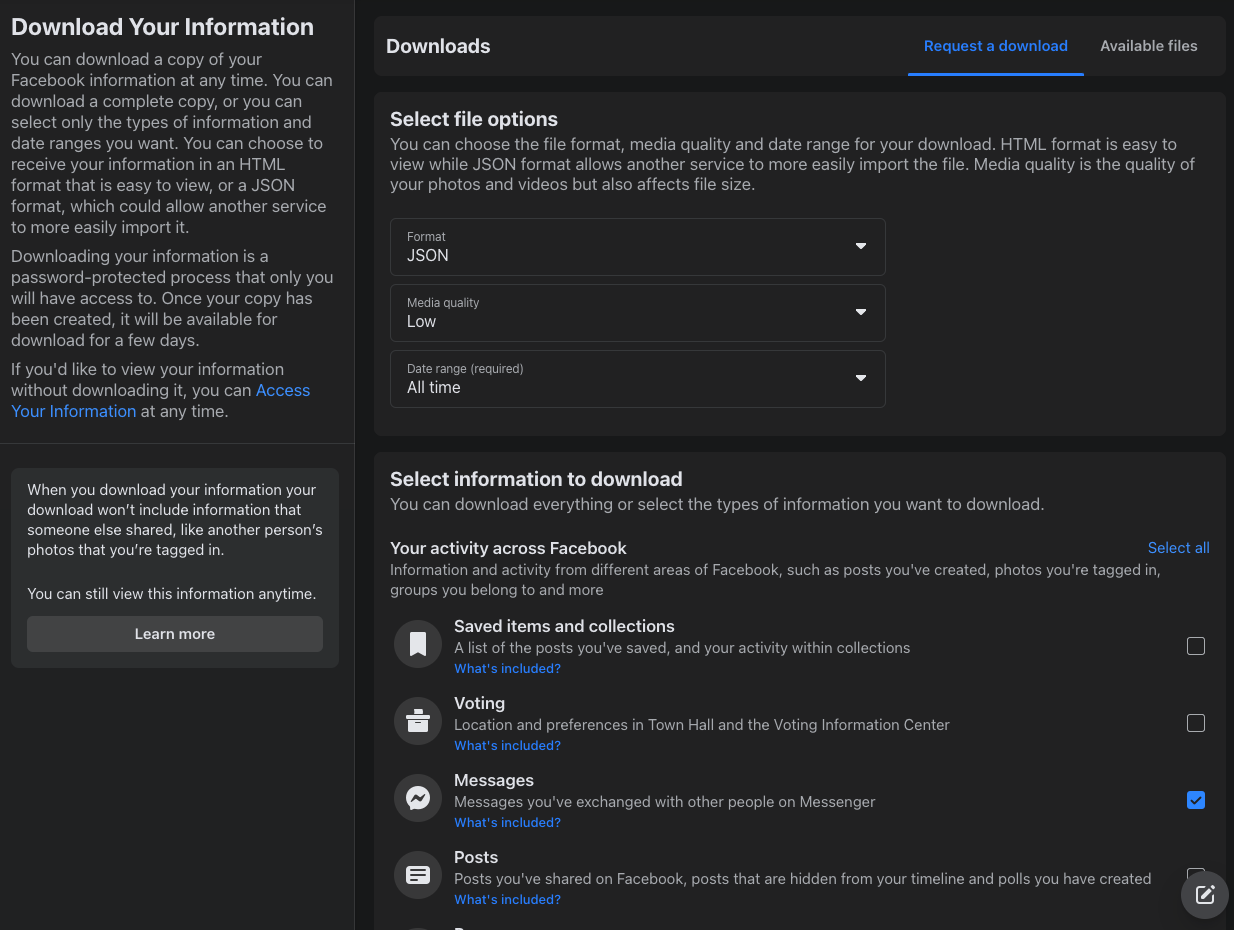 Download Your Information
You can download a copy of your
Facebook information at any time. You can
download a complete copy, or you can
select only the types of information and
date ranges you want. You can choose to
receive your information in an HTML
format that is easy to view, or a JSON
format, which could allow another service
to more easily import it.
Downloading your information is a
password-protected process that only you
will have access to. Once your copy has
been created, it will be available for
download for a few days.
If you'd like to view your information
without downloading it, you can Access
Your Information at any time.
When you download your information your
download won’t include information that
someone else shared, like another person’s
photos that you’re tagged in.
You can still view this information anytime.
Learn more
Downloads
Request a download
Available files
Select file options
You can choose the file format, media quality and date range for your download. HTML format is easy to
view while JSON format allows another service to more easily import the file. Media quality is the quality of
your photos and videos but also affects file size.
Format
JSON
Media quality
Low
Date range (required)
All time
Select information to download
You can download everything or select the types of information you want to download.
Your activity across Facebook
Select all
Information and activity from different areas of Facebook, such as posts you've created, photos you're tagged in,
groups you belong to and more
Saved items and collections
A list of the posts you've saved, and your activity within collections
What's included?
Voting
Location and preferences in Town Hall and the Voting Information Center
What's included?
Messages
Messages you've exchanged with other people on Messenger
What's included?
Posts
Posts you've shared on Facebook, posts that are hidden from your timeline and polls you have created
What's included?